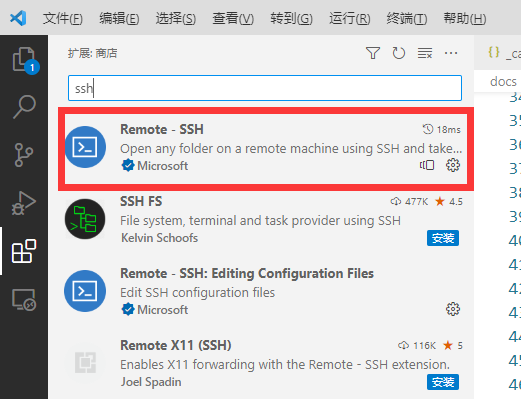 文件(F) 编辑(E) 选择(S) 查看(V) 转到(G) 运行(R) 终端(T) 帮助(H)
扩展: 商店
ssh
1
Remote - SSH 18ms
Open any folder on a remote machine using SSH and take...
Microsoft
SSH FS 477K 4.5
File system, terminal and task provider using SSH
Kelvin Schoofs 安装
Remote - SSH: Editing Configuration Files
Edit SSH configuration files
Microsoft
Remote X11 (SSH) 116K 5
Enables X11 forwarding with the Remote - SSH extension.
Joel Spadin 安装
{} _ca
docs
34
35
36
37
38
39
40
41
42
43
44
45
46